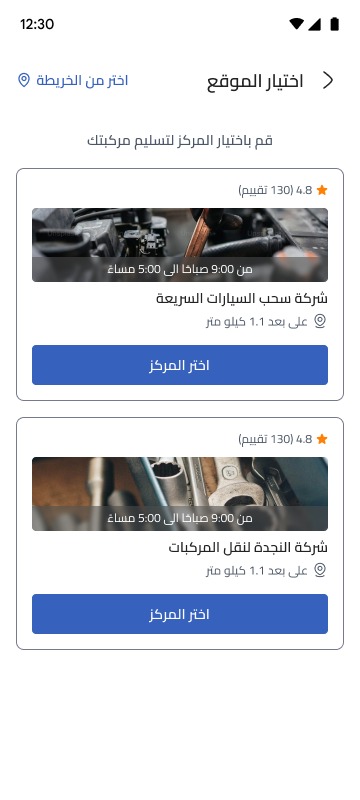 12:30
اختيار الموقع
اختر من الخريطة
قم باختيار المركز لتسليم مركبتك
4.8 (130 تقييم)
من 9:00 صباحًا الى 5:00 مساءً
شركة سحب السيارات السريعة
على بعد 1.1 كيلو متر
اختر المركز
4.8 (130 تقييم)
من 9:00 صباحًا الى 5:00 مساءً
شركة النجدة لنقل المركبات
على بعد 1.1 كيلو متر
اختر المركز